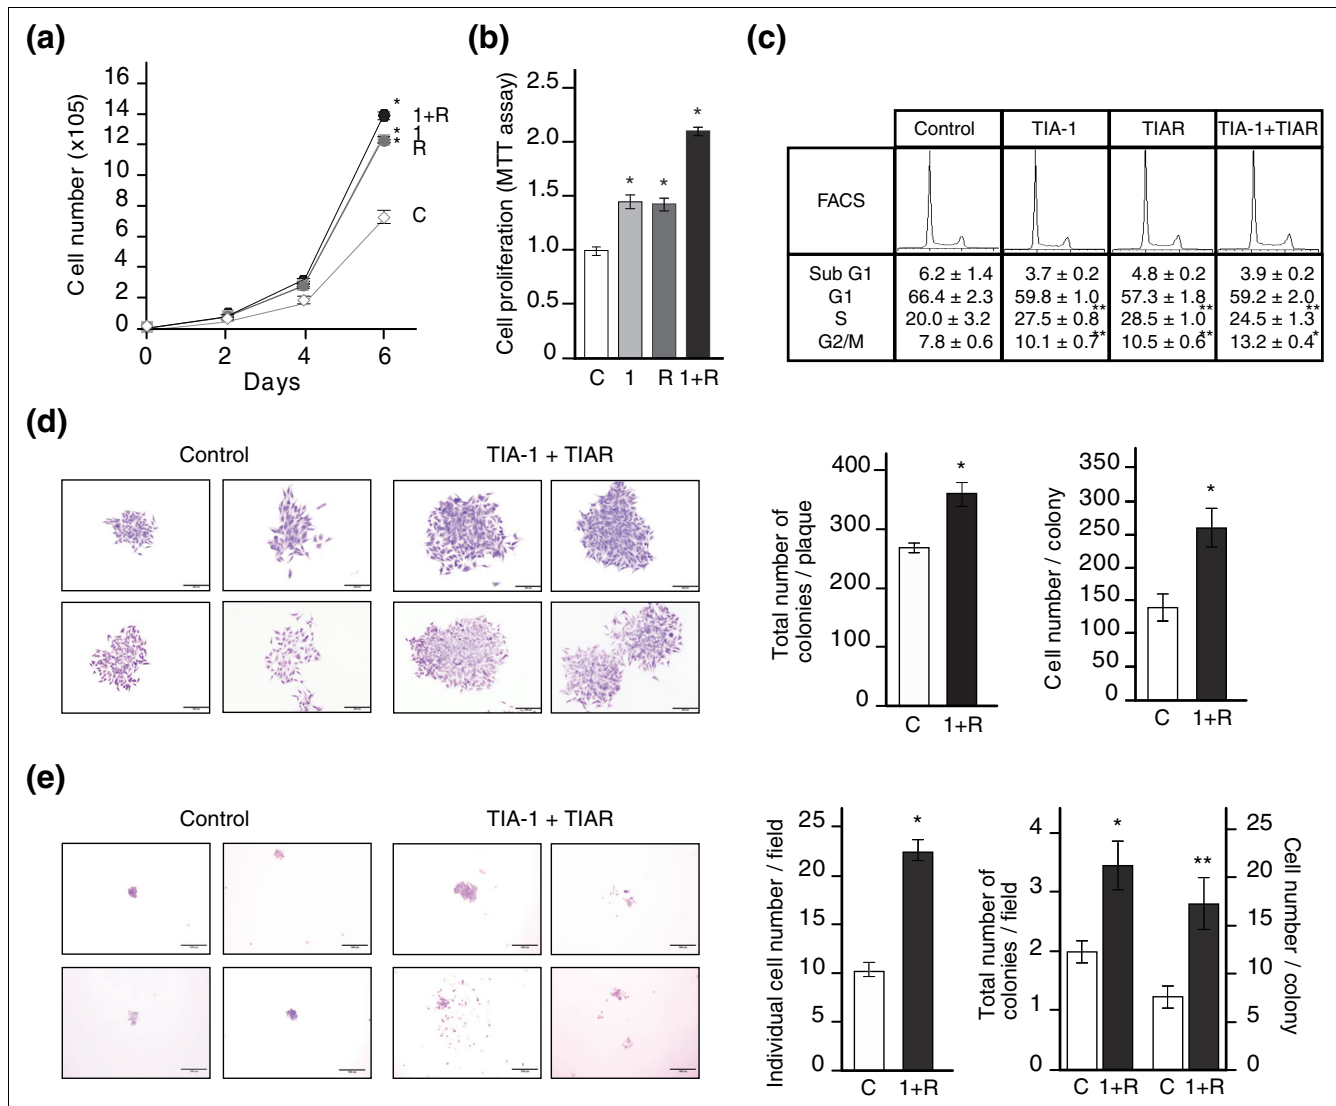 (a)
Cell number (x105)
16
14
12
10
8
6
4
2
0
0 2 4 6
Days
*
1+R
*
1
*
R
C
(b)
Cell proliferation (MTT assay)
2.5
2.0
1.5
1.0
0.5
0
* * *
C 1 R 1+R
(c)
Control TIA-1 TIAR TIA-1+TIAR
FACS
Sub G1 6.2 ± 1.4 3.7 ± 0.2 4.8 ± 0.2 3.9 ± 0.2
G1 66.4 ± 2.3 59.8 ± 1.0 57.3 ± 1.8 59.2 ± 2.0
** ** **
S 20.0 ± 3.2 27.5 ± 0.8 28.5 ± 1.0 24.5 ± 1.3
** ** *
G2/M 7.8 ± 0.6 10.1 ± 0.7 10.5 ± 0.6 13.2 ± 0.4
(d)
Control TIA-1 + TIAR
Total number of
colonies / plaque
400
300
200
100
0
*
C 1+R
Cell number / colony
350
300
250
200
150
100
50
0
*
C 1+R
(e)
Control TIA-1 + TIAR
Individual cell number / field
25
20
15
10
5
0
*
C 1+R
Total number of
colonies / field
4
3
2
1
0
*
**
C 1+R C 1+R
25
20
15
10
5
0
Cell number / colony